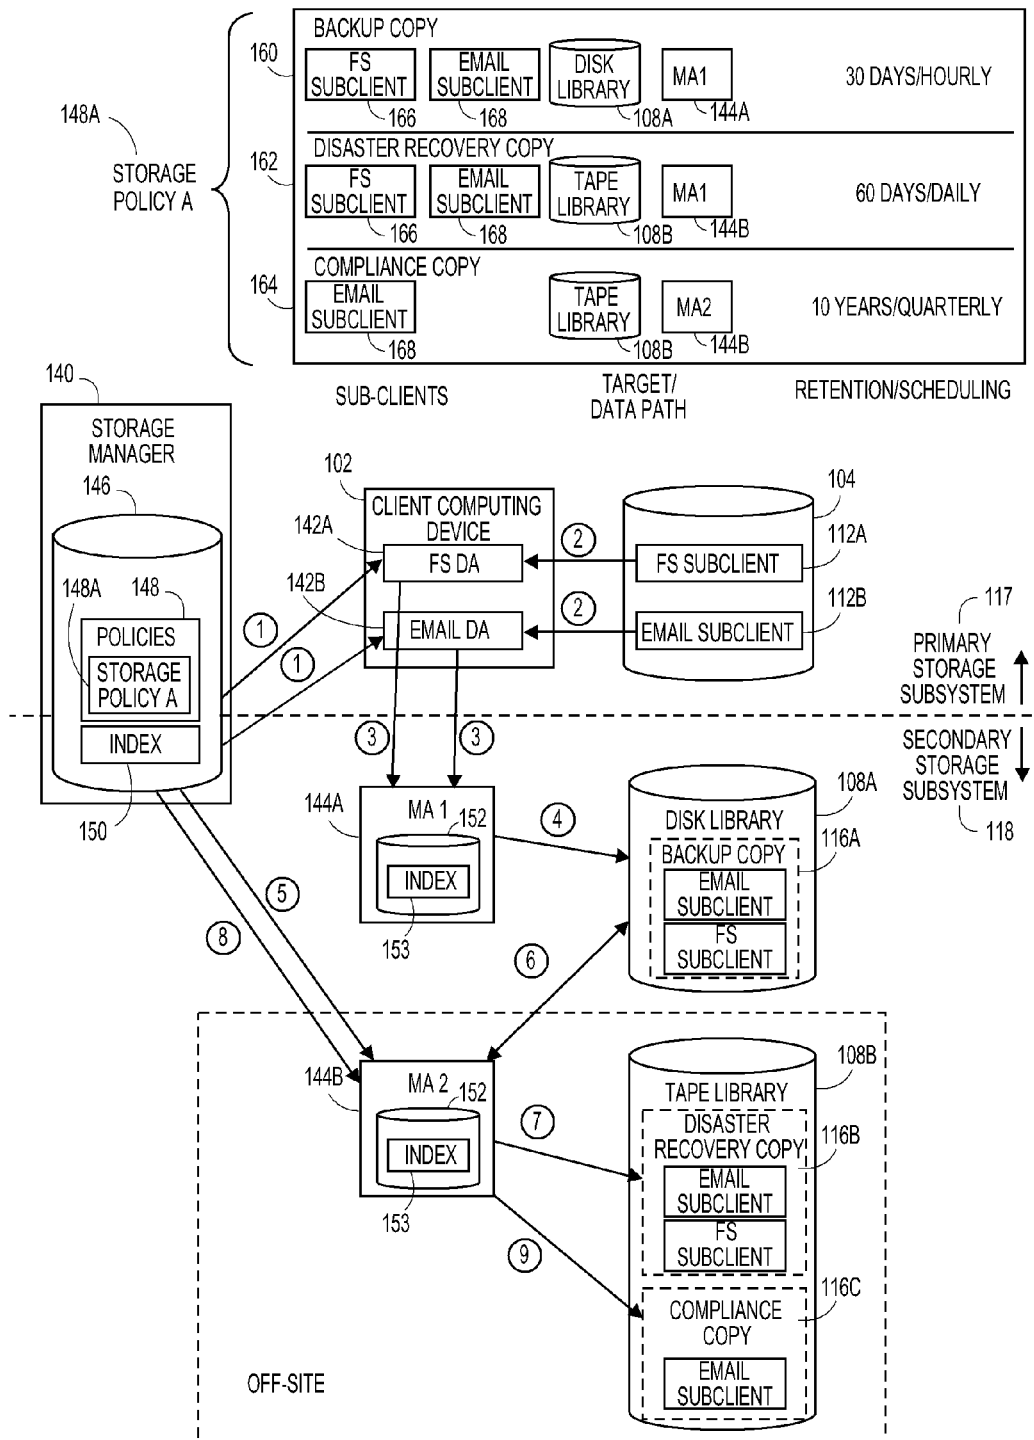 148A
STORAGE
POLICY A
BACKUP COPY
160
FS
SUBCLIENT
166
EMAIL
SUBCLIENT
168
DISK
LIBRARY
108A
MA1
144A
30 DAYS/HOURLY
DISASTER RECOVERY COPY
162
FS
SUBCLIENT
166
EMAIL
SUBCLIENT
168
TAPE
LIBRARY
108B
MA1
144B
60 DAYS/DAILY
COMPLIANCE COPY
164
EMAIL
SUBCLIENT
168
TAPE
LIBRARY
108B
MA2
144B
10 YEARS/QUARTERLY
SUB-CLIENTS
TARGET/
DATA PATH
RETENTION/SCHEDULING
140
STORAGE
MANAGER
146
148A
148
POLICIES
STORAGE
POLICY A
INDEX
150
1
1
102
CLIENT COMPUTING
DEVICE
142A
FS DA
142B
EMAIL DA
2
2
104
FS SUBCLIENT
112A
EMAIL SUBCLIENT
112B
117
PRIMARY
STORAGE
SUBSYSTEM
SECONDARY
STORAGE
SUBSYSTEM
118
3
3
144A
MA 1
152
INDEX
153
4
108A
DISK LIBRARY
BACKUP COPY
116A
EMAIL
SUBCLIENT
FS
SUBCLIENT
5
8
6
144B
MA 2
152
INDEX
153
7
9
108B
TAPE LIBRARY
DISASTER
RECOVERY COPY
116B
EMAIL
SUBCLIENT
FS
SUBCLIENT
116C
COMPLIANCE
COPY
EMAIL
SUBCLIENT
OFF-SITE